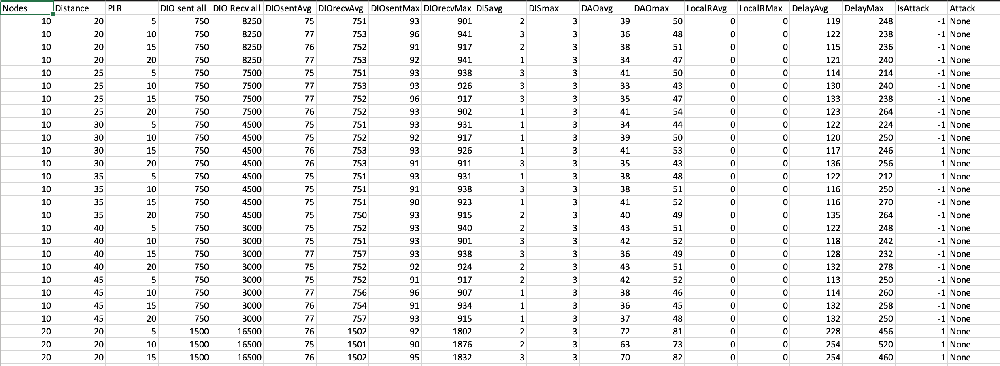 Nodes Distance PLR DIO sent all DIO Recv all DIOsentAvg DIOrecvAvg DIOsentMax DIOrecvMax DISavg DISmax DAOavg DAOmax LocalRAvg LocalRMax DelayAvg DelayMax IsAttack Attack
10 20 5 750 8250 75 751 93 901 2 3 39 50 0 0 119 248 -1 None
10 20 10 750 8250 77 753 96 941 3 3 36 48 0 0 122 238 -1 None
10 20 15 750 8250 76 752 91 917 2 3 38 51 0 0 115 236 -1 None
10 20 20 750 8250 77 753 92 941 1 3 34 47 0 0 121 240 -1 None
10 25 5 750 7500 75 751 93 938 3 3 41 50 0 0 114 214 -1 None
10 25 10 750 7500 77 753 93 926 3 3 33 43 0 0 130 240 -1 None
10 25 15 750 7500 77 752 96 917 3 3 35 47 0 0 133 238 -1 None
10 25 20 750 7500 76 752 93 902 1 3 41 54 0 0 123 264 -1 None
10 30 5 750 4500 75 751 93 931 1 3 34 44 0 0 122 224 -1 None
10 30 10 750 4500 75 752 92 917 1 3 39 50 0 0 120 250 -1 None
10 30 15 750 4500 76 753 93 926 1 3 41 53 0 0 117 246 -1 None
10 30 20 750 4500 76 753 91 911 3 3 35 43 0 0 136 256 -1 None
10 35 5 750 4500 75 751 93 931 1 3 38 48 0 0 122 212 -1 None
10 35 10 750 4500 75 751 91 938 3 3 38 51 0 0 116 250 -1 None
10 35 15 750 4500 75 751 90 923 1 3 41 52 0 0 116 270 -1 None
10 35 20 750 4500 75 750 93 915 2 3 40 49 0 0 135 264 -1 None
10 40 5 750 3000 75 752 93 940 2 3 43 51 0 0 122 248 -1 None
10 40 10 750 3000 75 751 93 901 3 3 42 52 0 0 118 242 -1 None
10 40 15 750 3000 77 757 93 938 3 3 36 49 0 0 128 232 -1 None
10 40 20 750 3000 75 752 92 924 2 3 43 51 0 0 132 278 -1 None
10 45 5 750 3000 75 752 91 917 2 3 42 52 0 0 113 250 -1 None
10 45 10 750 3000 77 756 96 907 1 3 38 46 0 0 114 260 -1 None
10 45 15 750 3000 76 754 91 934 1 3 36 45 0 0 132 258 -1 None
10 45 20 750 3000 77 757 93 915 1 3 37 48 0 0 132 250 -1 None
20 20 5 1500 16500 76 1502 92 1802 2 3 72 81 0 0 228 456 -1 None
20 20 10 1500 16500 75 1501 90 1876 2 3 63 73 0 0 254 520 -1 None
20 20 15 1500 16500 76 1502 95 1832 3 3 70 82 0 0 254 460 -1 None